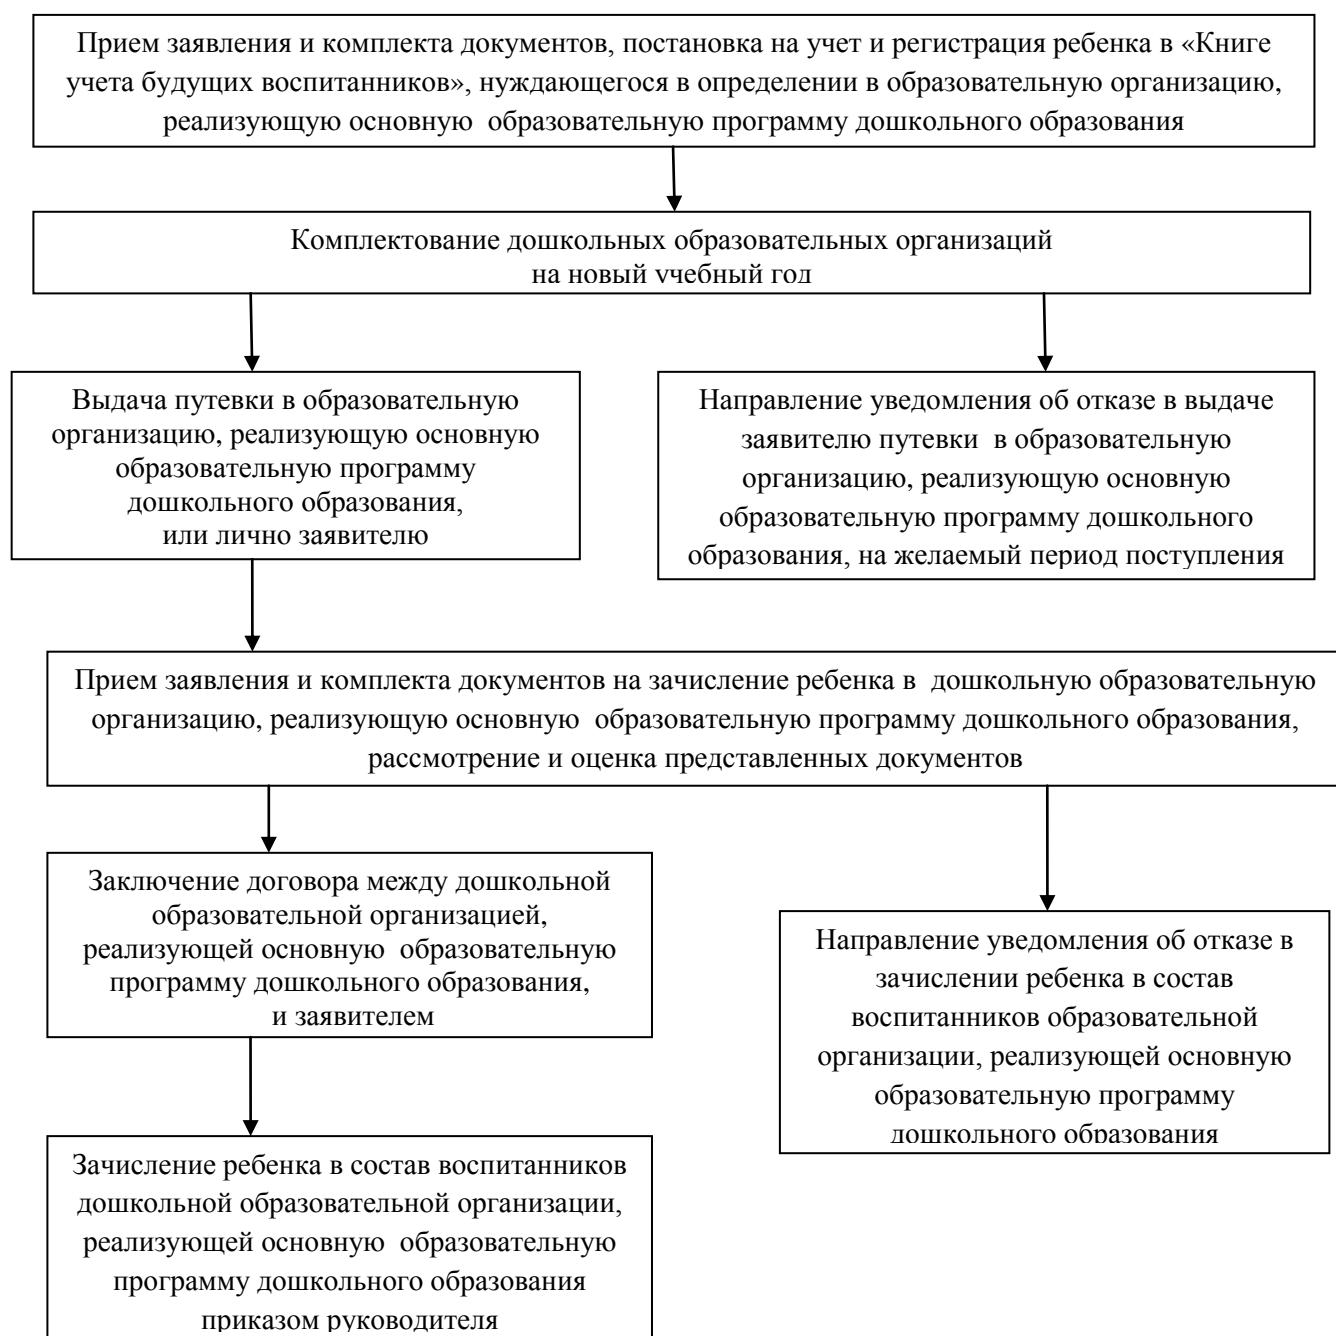 Прием заявления и комплекта документов, постановка на учет и регистрация ребенка в «Книге
учета будущих воспитанников», нуждающегося в определении в образовательную организацию,
реализующую основную образовательную программу дошкольного образования
Комплектование дошкольных образовательных организаций
на новый учебный год
Выдача путевки в образовательную
организацию, реализующую основную
образовательную программу
дошкольного образования,
или лично заявителю
Направление уведомления об отказе в выдаче
заявителю путевки в образовательную
организацию, реализующую основную
образовательную программу дошкольного
образования, на желаемый период поступления
Прием заявления и комплекта документов на зачисление ребенка в дошкольную образовательную
организацию, реализующую основную образовательную программу дошкольного образования,
рассмотрение и оценка представленных документов
Заключение договора между дошкольной
образовательной организацией,
реализующей основную образовательную
программу дошкольного образования,
и заявителем
Направление уведомления об отказе в
зачислении ребенка в состав
воспитанников образовательной
организации, реализующей основную
образовательную программу
дошкольного образования
Зачисление ребенка в состав воспитанников
дошкольной образовательной организации,
реализующей основную образовательную
программу дошкольного образования
приказом руководителя